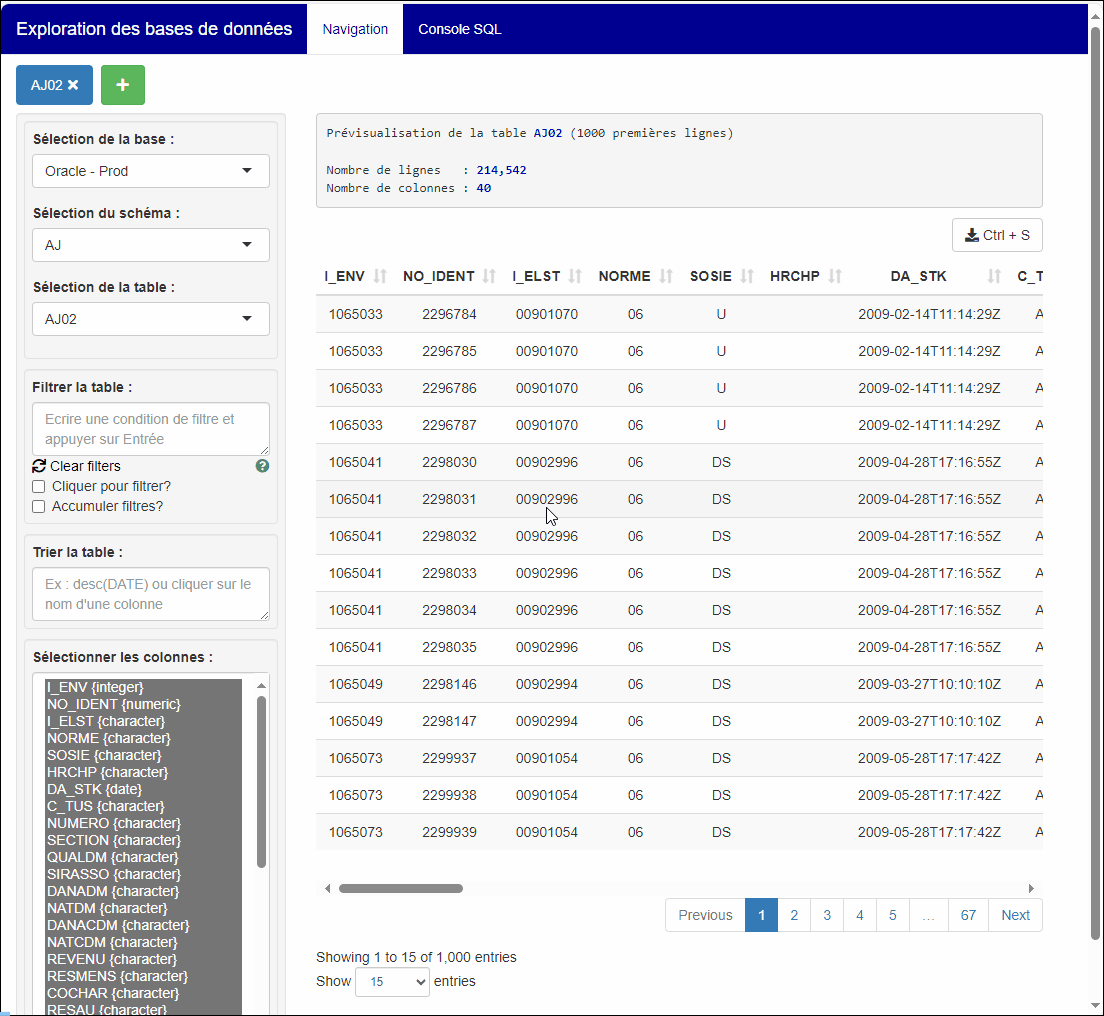 Exploration des bases de données Navigation Console SQL
AJ02 ✖ +
Sélection de la base :
Oracle - Prod
Sélection du schéma :
AJ
Sélection de la table :
AJ02
Filtrer la table :
Ecrire une condition de filtre et
appuyer sur Entrée
Clear filters ?
Cliquer pour filtrer?
Accumuler filtres?
Trier la table :
Ex : desc(DATE) ou cliquer sur le
nom d'une colonne
Sélectionner les colonnes :
I_ENV {integer}
NO_IDENT {numeric}
I_ELST {character}
NORME {character}
SOSIE {character}
HRCHP {character}
DA_STK {date}
C_TUS {character}
NUMERO {character}
SECTION {character}
QUALDM {character}
SIRASSO {character}
DANADM {character}
NATDM {character}
DANACDM {character}
NATCDM {character}
REVENU {character}
RESMENS {character}
COCHAR {character}
RESAU {character}
Prévisualisation de la table AJ02 (1000 premières lignes)
Nombre de lignes : 214,542
Nombre de colonnes : 40
Ctrl + S
I_ENV NO_IDENT I_ELST NORME SOSIE HRCHP DA_STK C_T
1065033 2296784 00901070 06 U 2009-02-14T11:14:29Z A
1065033 2296785 00901070 06 U 2009-02-14T11:14:29Z A
1065033 2296786 00901070 06 U 2009-02-14T11:14:29Z A
1065033 2296787 00901070 06 U 2009-02-14T11:14:29Z A
1065041 2298030 00902996 06 DS 2009-04-28T17:16:55Z A
1065041 2298031 00902996 06 DS 2009-04-28T17:16:55Z A
1065041 2298032 00902996 06 DS 2009-04-28T17:16:55Z A
1065041 2298033 00902996 06 DS 2009-04-28T17:16:55Z A
1065041 2298034 00902996 06 DS 2009-04-28T17:16:55Z A
1065041 2298035 00902996 06 DS 2009-04-28T17:16:55Z A
1065049 2298146 00902994 06 DS 2009-03-27T10:10:10Z A
1065049 2298147 00902994 06 DS 2009-03-27T10:10:10Z A
1065073 2299937 00901054 06 DS 2009-05-28T17:17:42Z A
1065073 2299938 00901054 06 DS 2009-05-28T17:17:42Z A
1065073 2299939 00901054 06 DS 2009-05-28T17:17:42Z A
Previous 1 2 3 4 5 … 67 Next
Showing 1 to 15 of 1,000 entries
Show 15 entries